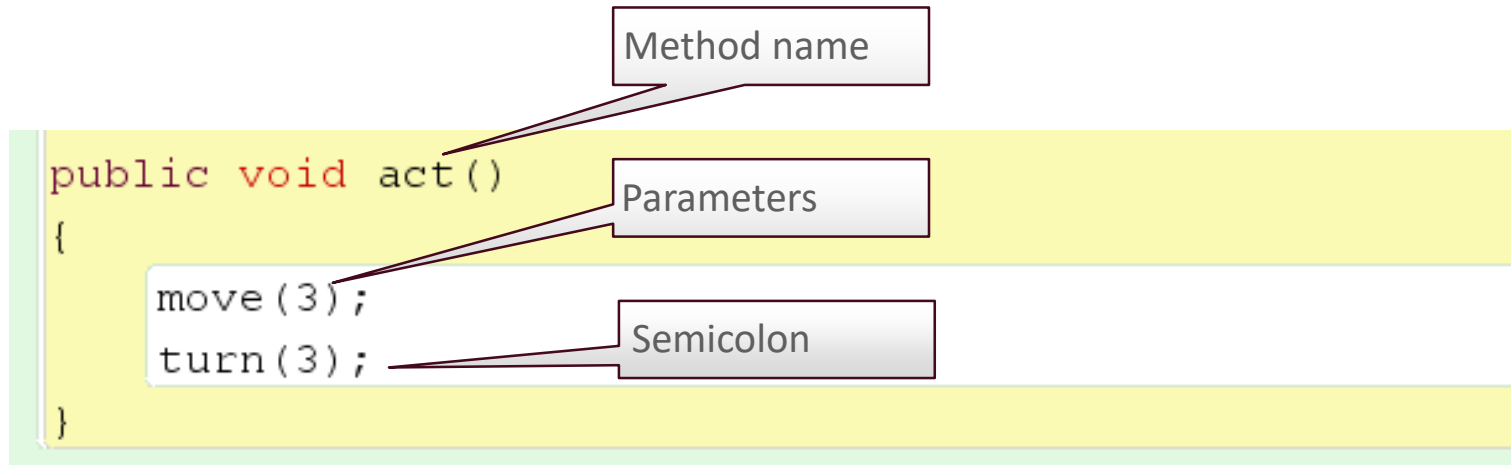 Method name
public void act()
Parameters
{
move(3);
Semicolon
turn(3);
}